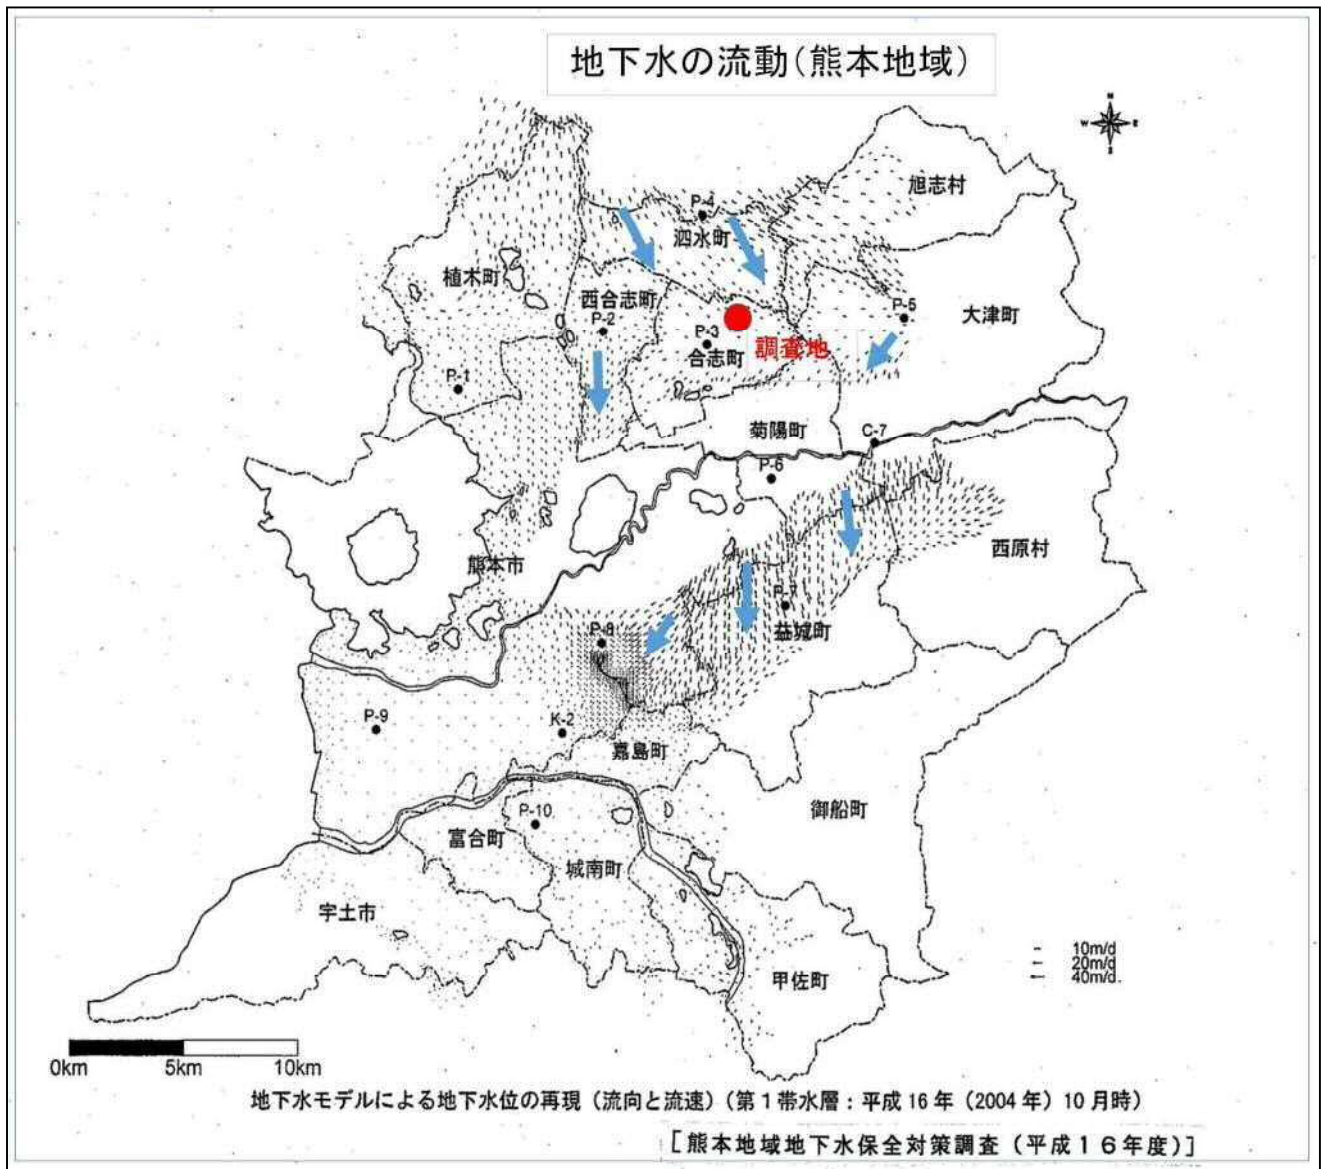 地下水の流動(熊本地域)
N
W E
S
旭志村
P-4
泗水町
植木町
西合志町
P-2
P-5
大津町
P-3
合志町
調査地
P-1
菊陽町
C-7
P-6
熊本市
西原村
P-7
益城町
P-8
P-9
K-2
嘉島町
御船町
P-10
富合町
城南町
宇土市
甲佐町
10m/d
20m/d
40m/d.
0km 5km 10km
地下水モデルによる地下水位の再現(流向と流速)(第1帯水層:平成16年(2004年)10月時)
[熊本地域地下水保全対策調査(平成16年度)]